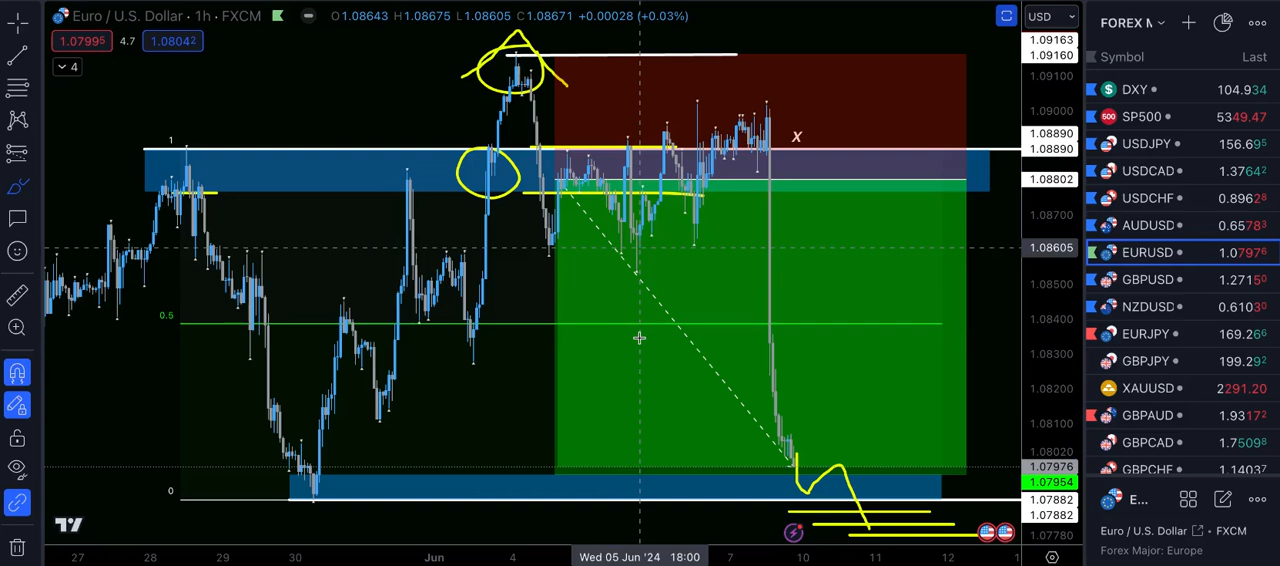 Euro / U.S. Dollar · 1h · FXCM O1.08643 H1.08675 L1.08605 C1.08671 +0.00028 (+0.03%)
1.07995 4.7 1.08042
4
1
0.5
0
X
USD
1.09163
1.09160
1.09100
1.09000
1.08890
1.08890
1.08802
1.08700
1.08605
1.08500
1.08400
1.08300
1.08200
1.08100
1.08020
1.07976
1.07954
1.07882
1.07882
1.07780
27 28 29 30 Jun 4 Wed 05 Jun '24 18:00 7 10 11 12
FOREX M
Symbol Last
DXY 104.934
SP500 5349.47
USDJPY 156.695
USDCAD 1.37642
USDCHF 0.89628
AUDUSD 0.65783
EURUSD 1.07976
GBPUSD 1.27150
NZDUSD 0.61030
EURJPY 169.266
GBPJPY 199.292
XAUUSD 2291.20
GBPAUD 1.93172
GBPCAD 1.75098
GBPCHF 1.14037
E...
Euro / U.S. Dollar · FXCM
Forex Major: Europe